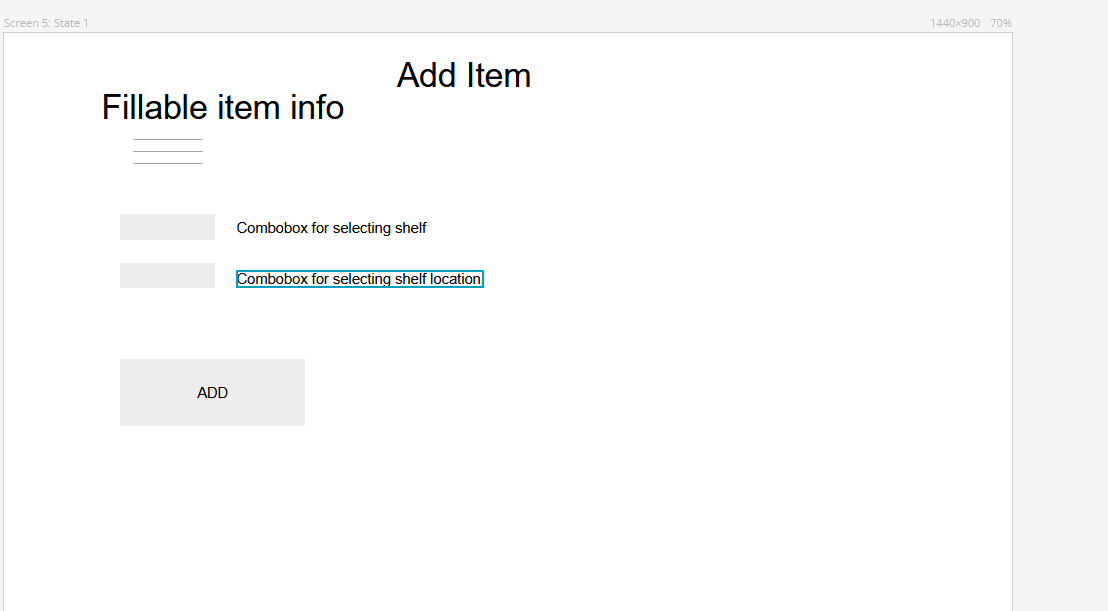 Screen 5: State 1
1440×900 70%
Add Item
Fillable item info
Combobox for selecting shelf
Combobox for selecting shelf location
ADD